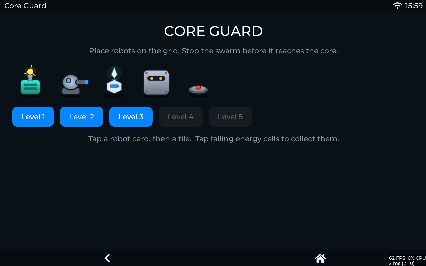 Core Guard
15:59
CORE GUARD
Place robots on the grid. Stop the swarm before it reaches the core.
Level 1
Level 2
Level 3
Level 4
Level 5
Tap a robot card, then a tile. Tap falling energy cells to collect them.